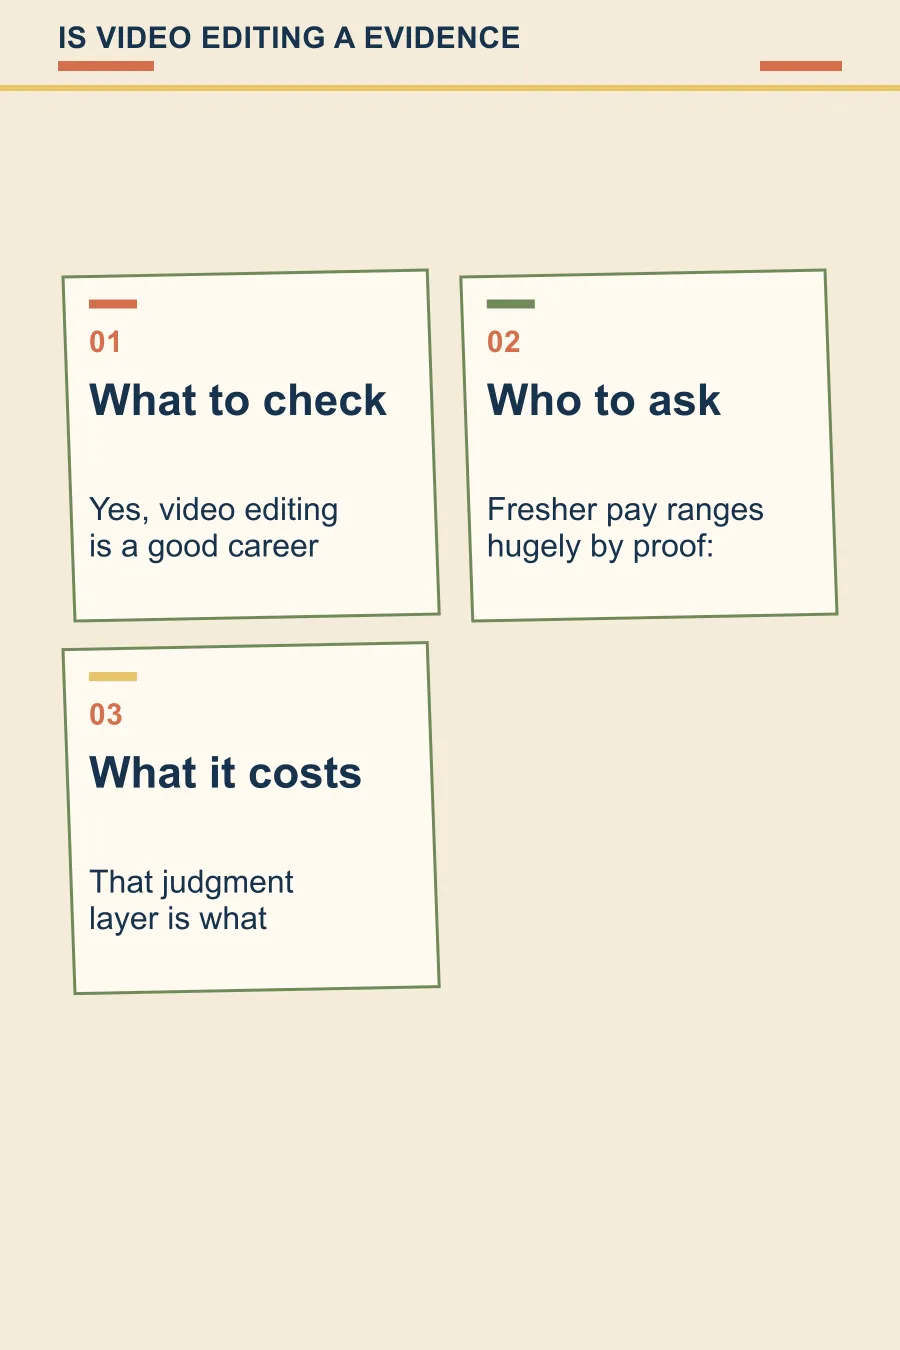 IS VIDEO EDITING A EVIDENCE
01
What to check
Yes, video editing
is a good career
02
Who to ask
Fresher pay ranges
hugely by proof:
03
What it costs
That judgment
layer is what